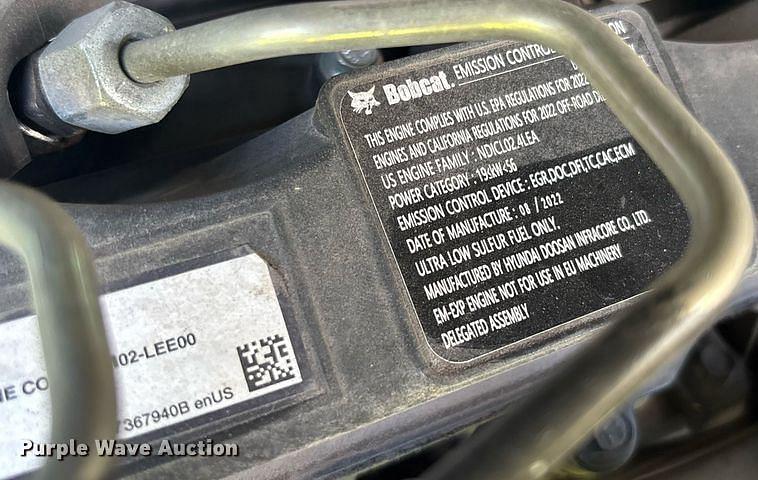 Bobcat. EMISSION CONTROL
THIS ENGINE COMPLIES WITH U.S. EPA REGULATIONS FOR 2022
ENGINES AND CALIFORNIA REGULATIONS FOR 2022 OFF-ROAD
US ENGINE FAMILY : NDICL02.4LEA
POWER CATEGORY : 19≤kW<56
EMISSION CONTROL DEVICE : EGR,DOC,DFI,TC,CAC,ECM
DATE OF MANUFACTURE : 08 / 2022
ULTRA LOW SULFUR FUEL ONLY.
MANUFACTURED BY HYUNDAI DOOSAN INFRACORE CO., LTD.
EM-EXP ENGINE NOT FOR USE IN EU MACHINERY
DELEGATED ASSEMBLY
02-LEE00
7367940B enUS
Purple Wave Auction